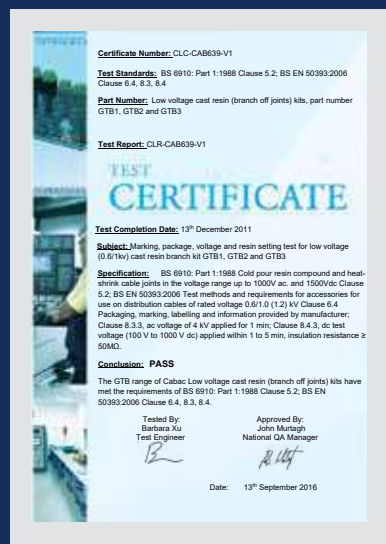 Certificate Number: CLC-CAB639-V1
Test Standards: BS 6910: Part 1:1988 Clause 5.2; BS EN 50393:2006
Clause 6.4, 8.3, 8.4
Part Number: Low voltage cast resin (branch off joints) kits, part number
GTB1, GTB2 and GTB3
Test Report: CLR-CAB639-V1
TEST
CERTIFICATE
Test Completion Date: 13th December 2011
Subject: Marking, package, voltage and resin setting test for low voltage
(0.6/1kv) cast resin branch kit GTB1, GTB2 and GTB3
Specification: BS 6910: Part 1:1988 Cold pour resin compound and heat-
shrink cable joints in the voltage range up to 1000V ac. and 1500Vdc Clause
5.2; BS EN 50393:2006 Test methods and requirements for accessories for
use on distribution cables of rated voltage 0.6/1.0 (1.2) kV Clause 6.4
Packaging, marking, labelling and information provided by manufacturer;
Clause 8.3.3, ac voltage of 4 kV applied for 1 min; Clause 8.4.3, dc test
voltage (100 V to 1000 V dc) applied within 1 to 5 min, insulation resistance ≥
50MΩ.
Conclusion: PASS
The GTB range of Cabac Low voltage cast resin (branch off joints) kits have
met the requirements of BS 6910: Part 1:1988 Clause 5.2; BS EN
50393:2006 Clause 6.4, 8.3, 8.4.
Tested By: Approved By:
Barbara Xu John Murtagh
Test Engineer National QA Manager
Date: 13th September 2016